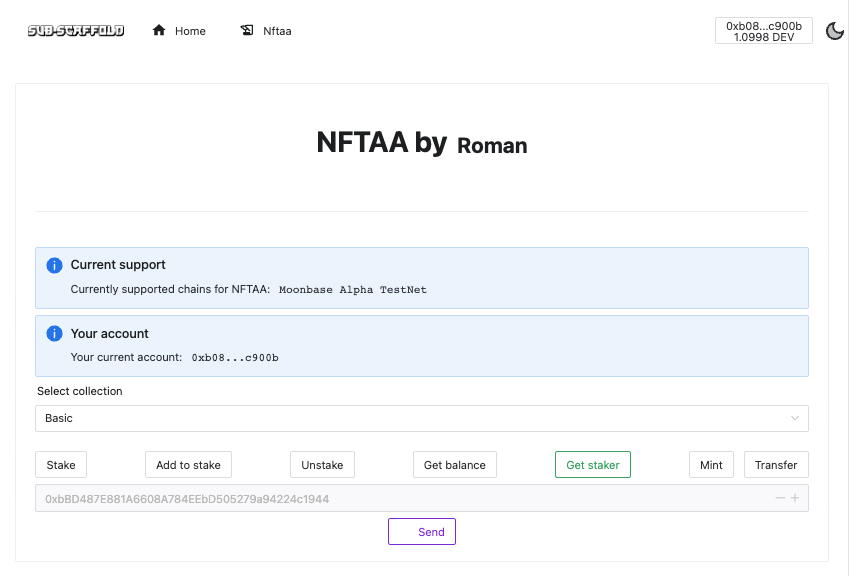 SUB-SCAFFOLD Home Nftaa 0xb08...c900b
1.0998 DEV
NFTAA by Roman
Current support
Currently supported chains for NFTAA: Moonbase Alpha TestNet
Your account
Your current account: 0xb08...c900b
Select collection
Basic
Stake Add to stake Unstake Get balance Get staker Mint Transfer
0xbBD487E881A6608A784EEbD505279a94224c1944
Send